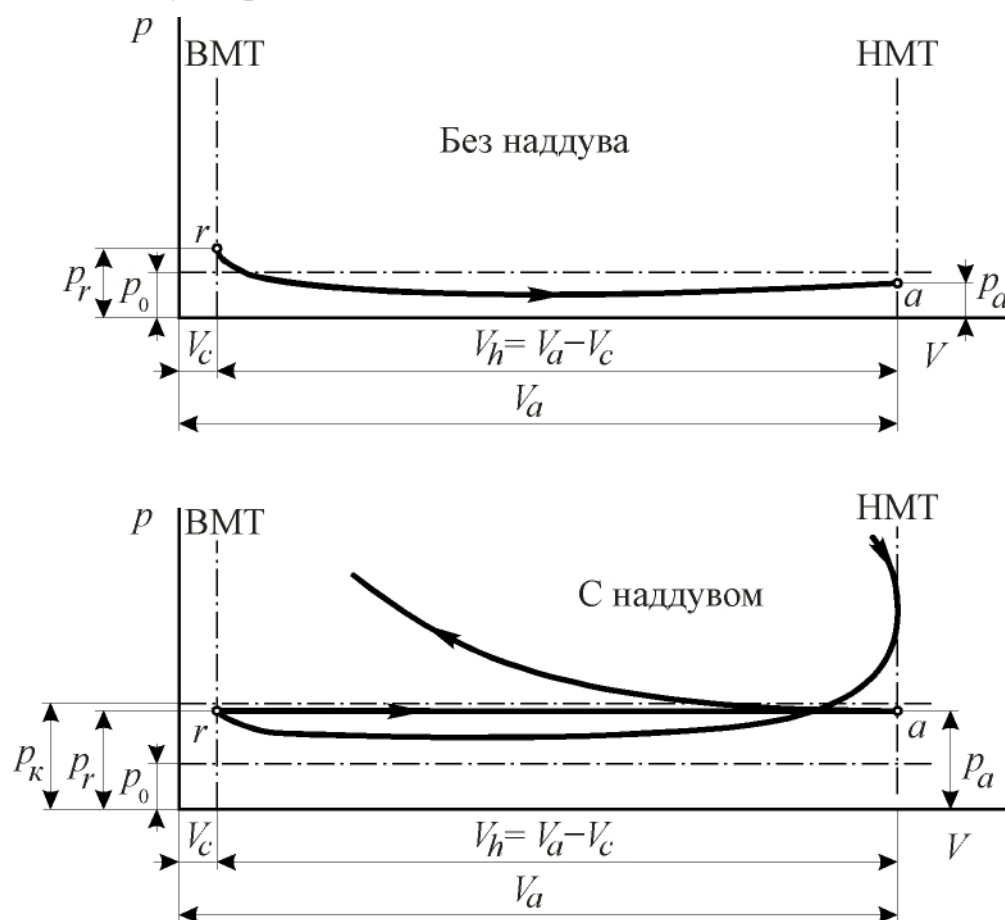 p
ВМТ
НМТ
Без наддува
r
p_r
p_0
a
p_a
V_c
V_h = V_a − V_c
V
V_a
p
ВМТ
НМТ
С наддувом
r
a
p_к
p_r
p_0
p_a
V_c
V_h = V_a − V_c
V
V_a